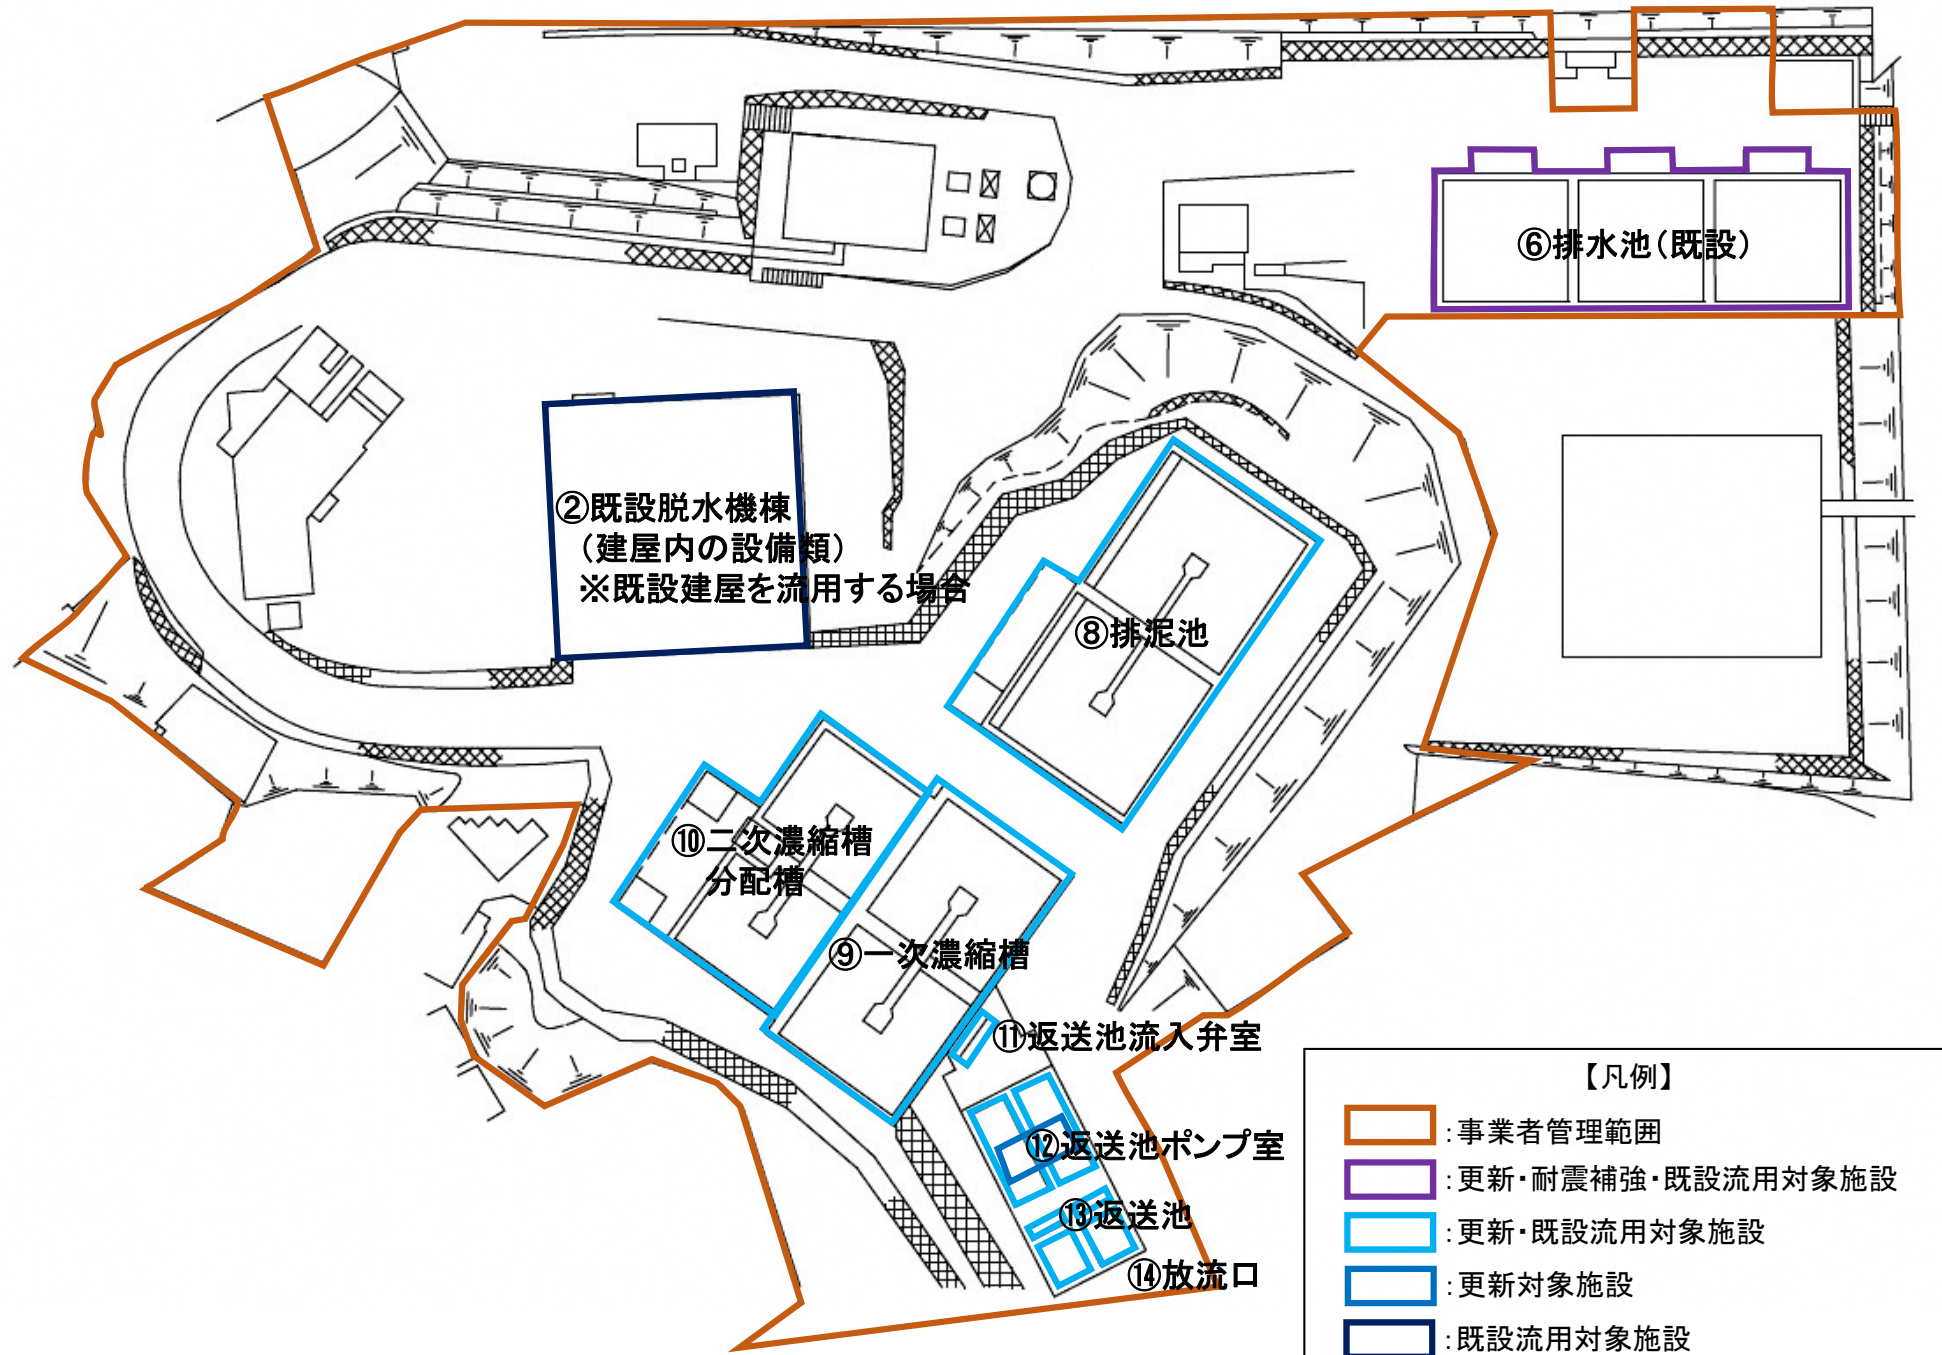 ⑥排水池(既設)
②既設脱水機棟
(建屋内の設備類)
※既設建屋を流用する場合
⑧排泥池
⑩二次濃縮槽
分配槽
⑨一次濃縮槽
⑪返送池流入弁室
⑫返送池ポンプ室
⑬返送池
⑭放流口
【凡例】
:事業者管理範囲
:更新・耐震補強・既設流用対象施設
:更新・既設流用対象施設
:更新対象施設
:既設流用対象施設